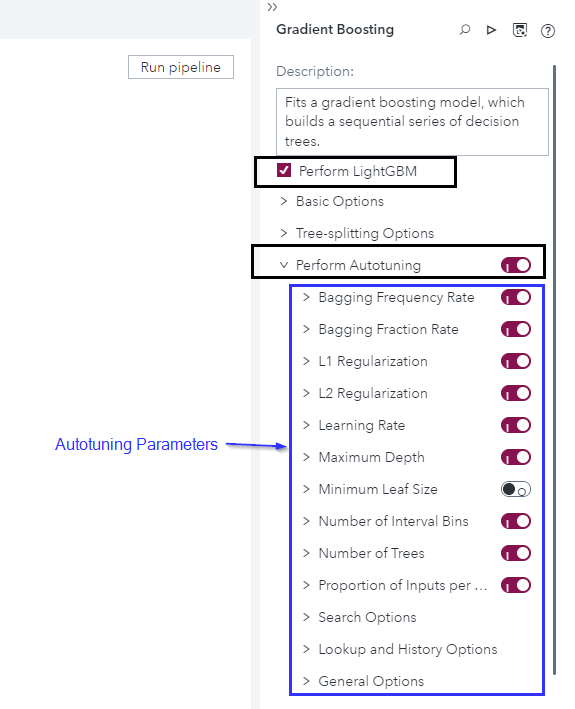 Gradient Boosting
Run pipeline
Description:
Fits a gradient boosting model, which
builds a sequential series of decision
trees.
Perform LightGBM
Basic Options
Tree-splitting Options
Perform Autotuning
Bagging Frequency Rate
Bagging Fraction Rate
L1 Regularization
L2 Regularization
Learning Rate
Autotuning Parameters
Maximum Depth
Minimum Leaf Size
Number of Interval Bins
Number of Trees
Proportion of Inputs per ...
Search Options
Lookup and History Options
General Options